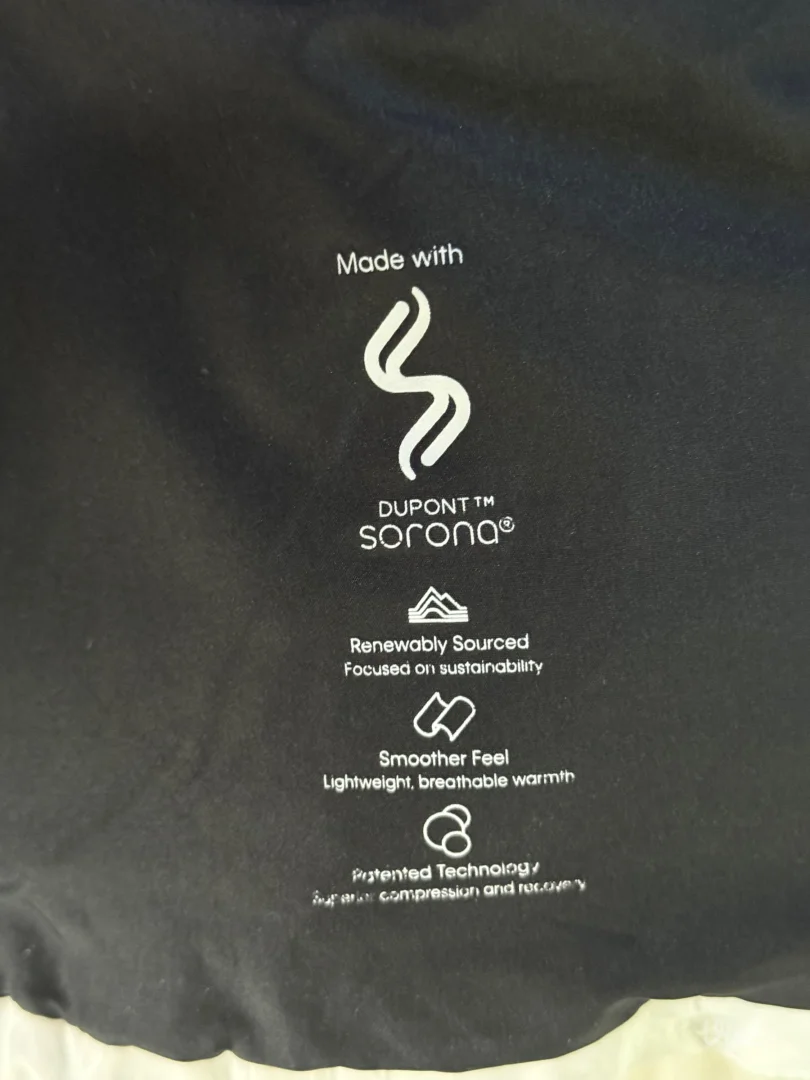 Made with
DUPONT™
sorona®
Renewably Sourced
Focused on sustainability
Smoother Feel
Lightweight, breathable warmth
Patented Technology
Superior compression and recovery